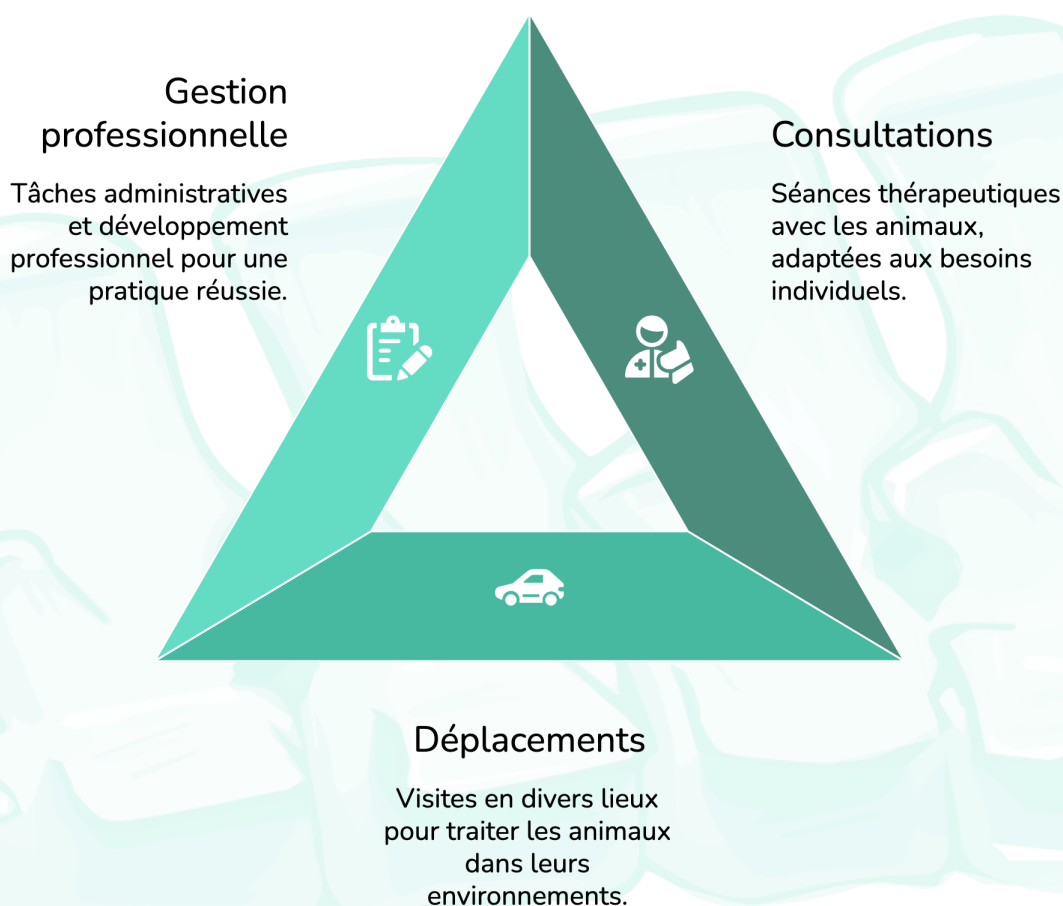 Gestion
professionnelle
Tâches administratives
et développement
professionnel pour une
pratique réussie.
Consultations
Séances thérapeutiques
avec les animaux,
adaptées aux besoins
individuels.
Déplacements
Visites en divers lieux
pour traiter les animaux
dans leurs
environnements.